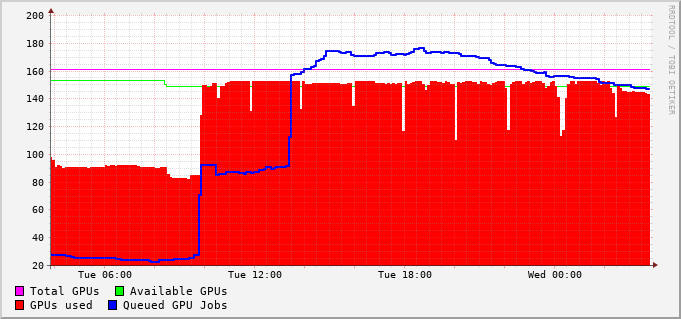 200
180
160
140
120
100
80
60
40
20
Tue 06:00 Tue 12:00 Tue 18:00 Wed 00:00
Total GPUs Available GPUs
GPUs used Queued GPU Jobs
RRDTOOL / TOBI OETIKER